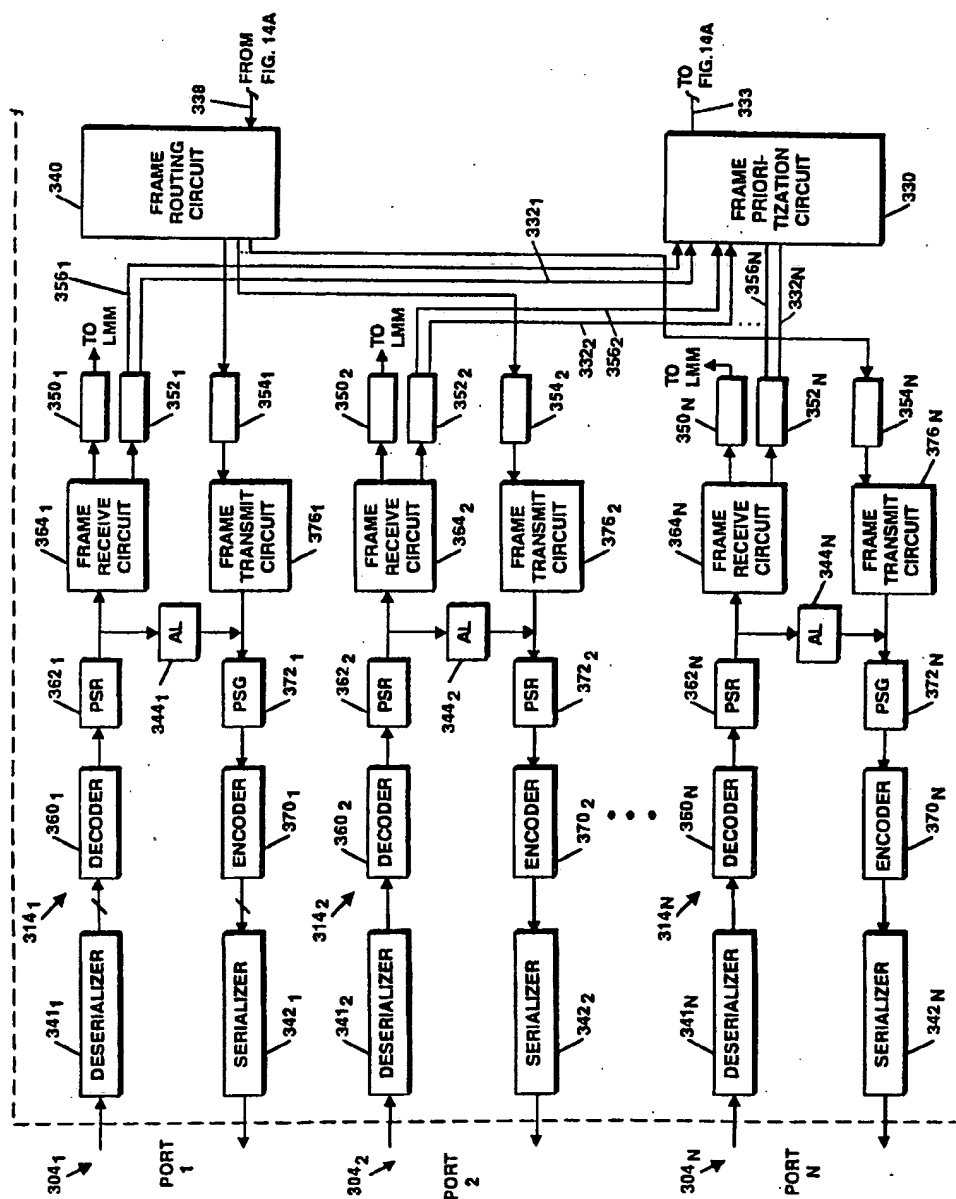 340
FRAME
ROUTING
CIRCUIT
338
FROM
FIG. 14A
356₁
332₁
TO
FIG. 14A
333
FRAME
PRIORI-
TIZATION
CIRCUIT
330
350₁
TO LMM
352₁
354₁
364₁
FRAME
RECEIVE
CIRCUIT
FRAME
TRANSMIT
CIRCUIT
376₁
362₁
PSR
AL
344₁
PSG
372₁
360₁
DECODER
ENCODER
370₁
314₁
341₁
DESERIALIZER
SERIALIZER
342₁
304₁
PORT
1
350₂
TO LMM
352₂
332₂
356₂
354₂
364₂
FRAME
RECEIVE
CIRCUIT
FRAME
TRANSMIT
CIRCUIT
376₂
362₂
PSR
AL
344₂
PSG
372₂
360₂
DECODER
ENCODER
370₂
314₂
341₂
DESERIALIZER
SERIALIZER
342₂
304₂
PORT
2
TO
LMM
350N
352N
356N
332N
354N
376N
364N
FRAME
RECEIVE
CIRCUIT
FRAME
TRANSMIT
CIRCUIT
344N
362N
PSR
AL
PSG
372N
360N
DECODER
ENCODER
370N
314N
341N
DESERIALIZER
SERIALIZER
342N
304N
PORT
N